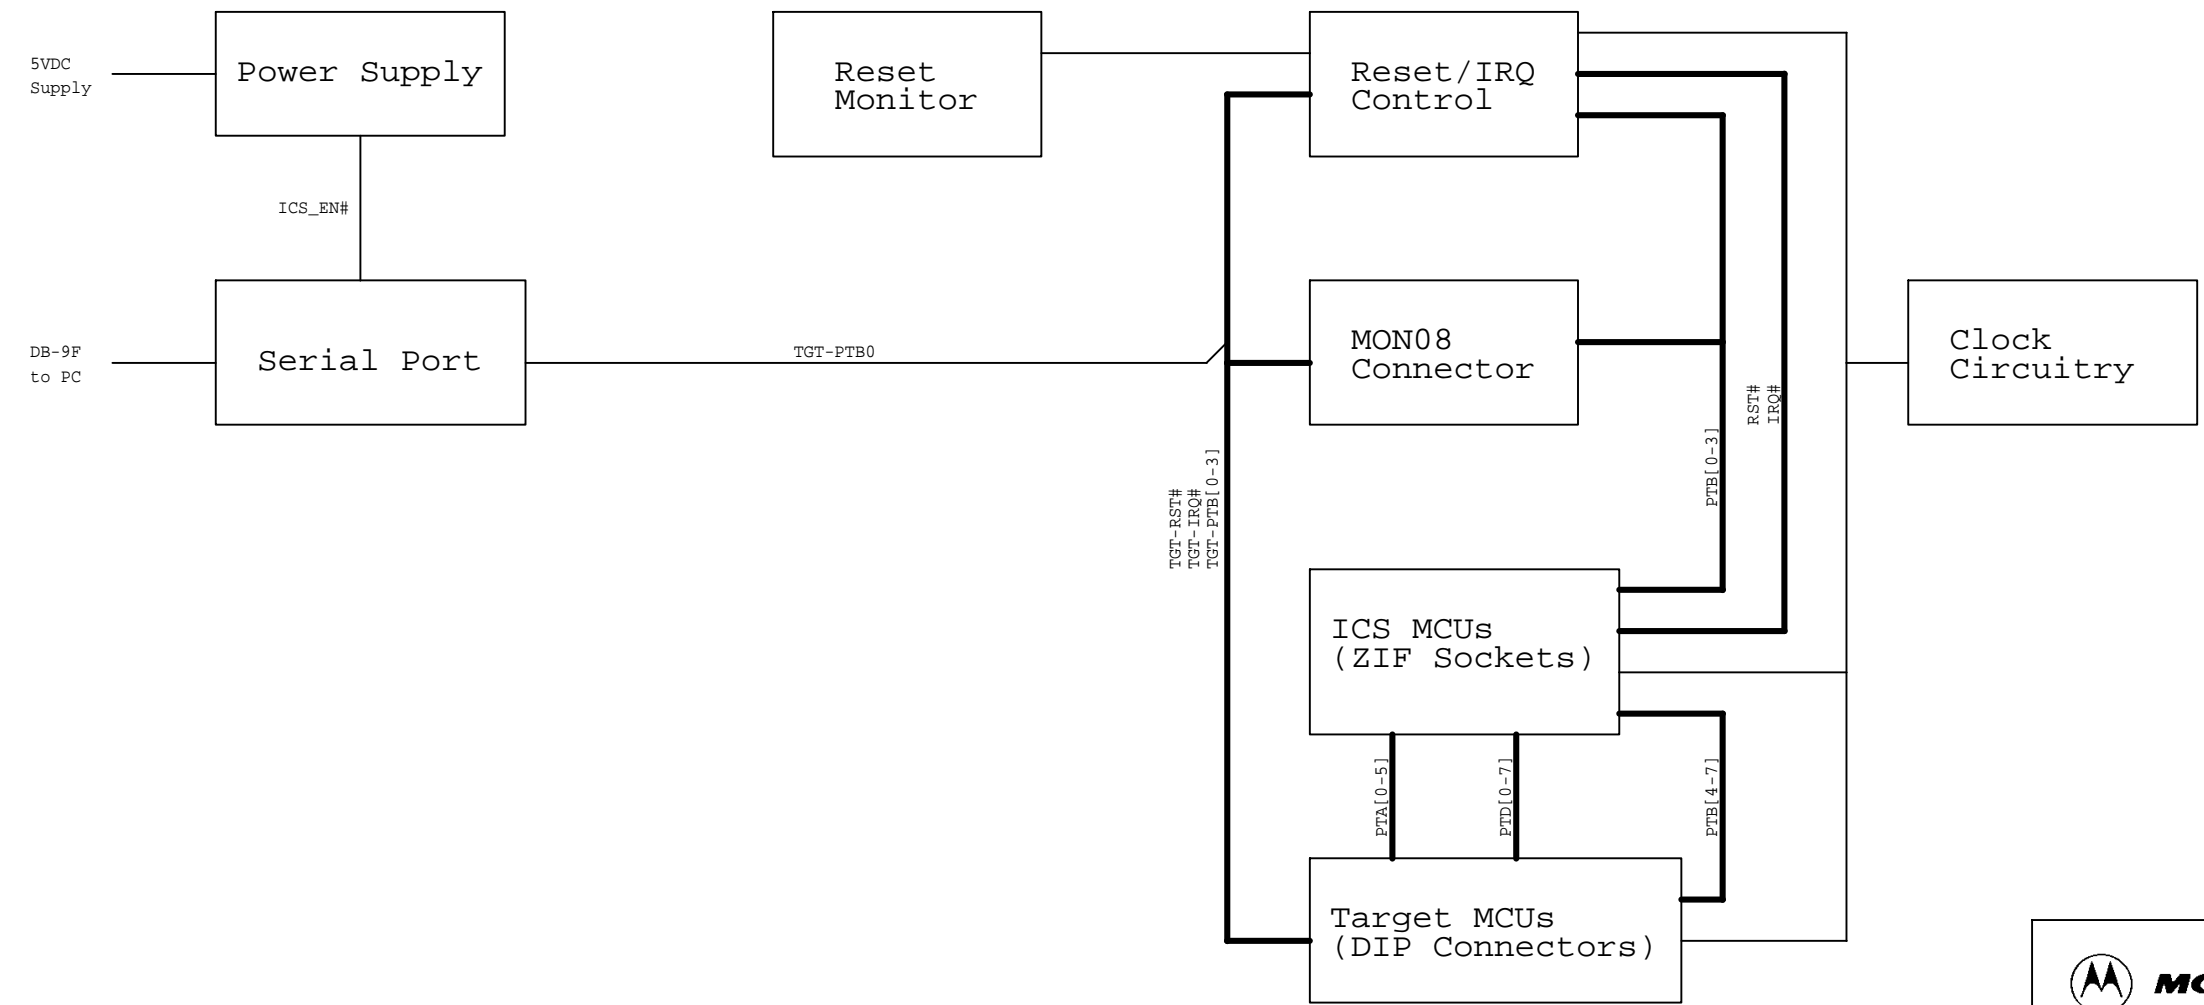 5VDC
Supply
Power Supply
Reset
Monitor
Reset/IRQ
Control
ICS_EN#
DB-9F
to PC
Serial Port
TGT-PTB0
MON08
Connector
Clock
Circuitry
RST#
IRQ#
PTB[0-3]
TGT-RST#
TGT-IRQ#
TGT-PTB[0-3]
ICS MCUs
(ZIF Sockets)
PTA[0-5]
PTD[0-7]
PTB[4-7]
Target MCUs
(DIP Connectors)